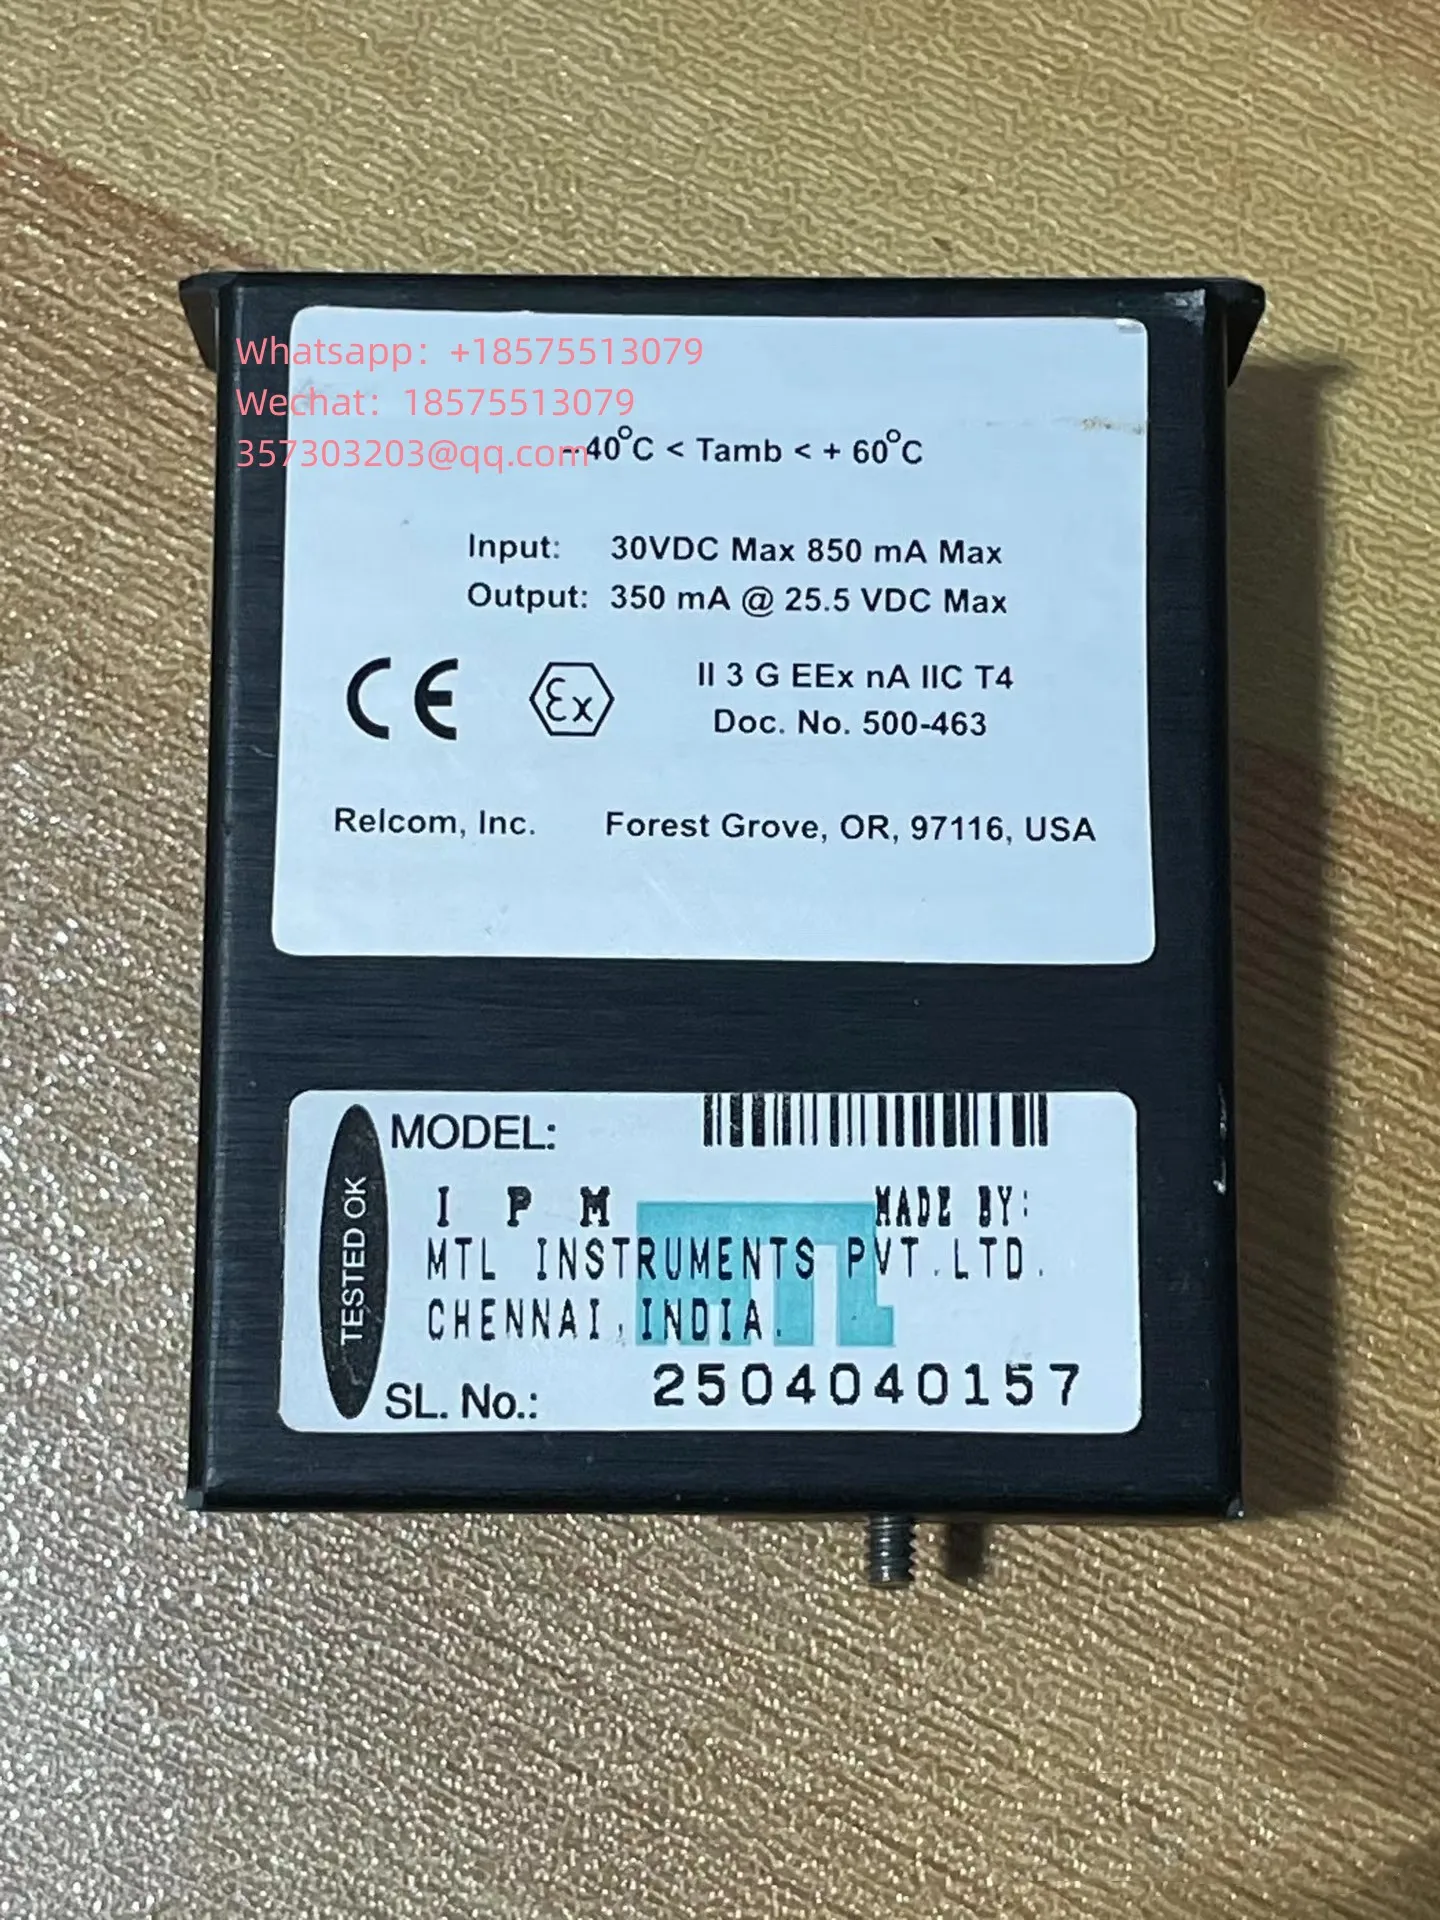 Whatsapp: +18575513079
Wechat: 18575513079
357303203@qq.com
-40°C < Tamb < + 60°C
Input: 30VDC Max 850 mA Max
Output: 350 mA @ 25.5 VDC Max
CE Ex II 3 G EEx nA IIC T4
Doc. No. 500-463
Relcom, Inc. Forest Grove, OR, 97116, USA
TESTED OK
MODEL:
I P M MADE BY:
MTL INSTRUMENTS PVT.LTD.
CHENNAI, INDIA.
MTL
SL. No.: 2504040157